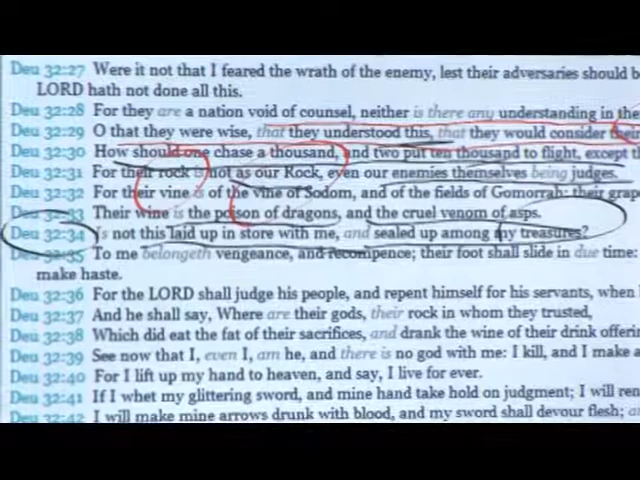 Deu 32:27 Were it not that I feared the wrath of the enemy, lest their adversaries should b
LORD hath not done all this.
Deu 32:28 For they are a nation void of counsel, neither is there any understanding in the
Deu 32:29 O that they were wise, that they understood this, that they would consider their
Deu 32:30 How should one chase a thousand, and two put ten thousand to flight, except t
Deu 32:31 For their rock is not as our Rock, even our enemies themselves being judges.
Deu 32:32 For their vine is of the vine of Sodom, and of the fields of Gomorrah: their grap
Deu 32:33 Their wine is the poison of dragons, and the cruel venom of asps.
Deu 32:34 Is not this laid up in store with me, and sealed up among my treasures?
Deu 32:35 To me belongeth vengeance, and recompence; their foot shall slide in due time:
make haste.
Deu 32:36 For the LORD shall judge his people, and repent himself for his servants, when
Deu 32:37 And he shall say, Where are their gods, their rock in whom they trusted,
Deu 32:38 Which did eat the fat of their sacrifices, and drank the wine of their drink offerin
Deu 32:39 See now that I, even I, am he, and there is no god with me: I kill, and I make a
Deu 32:40 For I lift up my hand to heaven, and say, I live for ever.
Deu 32:41 If I whet my glittering sword, and mine hand take hold on judgment; I will ren
Deu 32:42 I will make mine arrows drunk with blood, and my sword shall devour flesh; a